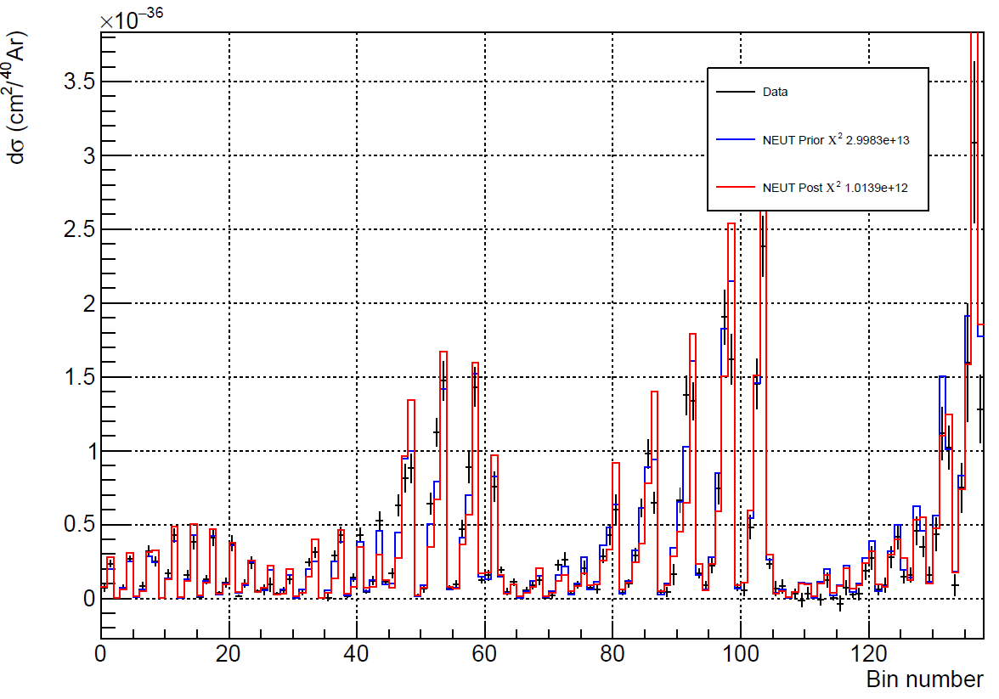 ×10⁻³⁶
dσ (cm²/⁴⁰Ar)
3.5
3
2.5
2
1.5
1
0.5
0
Data
NEUT Prior Χ² 2.9983e+13
NEUT Post Χ² 1.0139e+12
0 20 40 60 80 100 120
Bin number